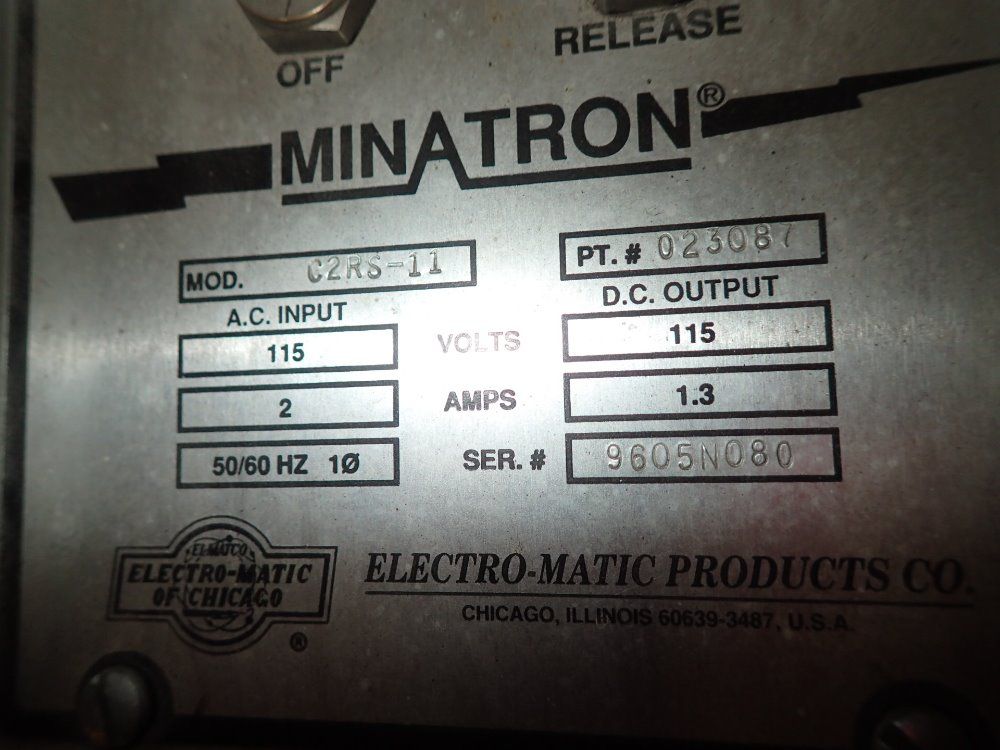 OFF
RELEASE
MINATRON®
MOD. C2RS-11
PT. # 023087
A.C. INPUT
D.C. OUTPUT
115 VOLTS 115
2 AMPS 1.3
50/60 HZ 1Ø SER. # 9605N080
ELMATCO
ELECTRO-MATIC
OF CHICAGO
®
ELECTRO-MATIC PRODUCTS CO.
CHICAGO, ILLINOIS 60639-3487, U.S.A.